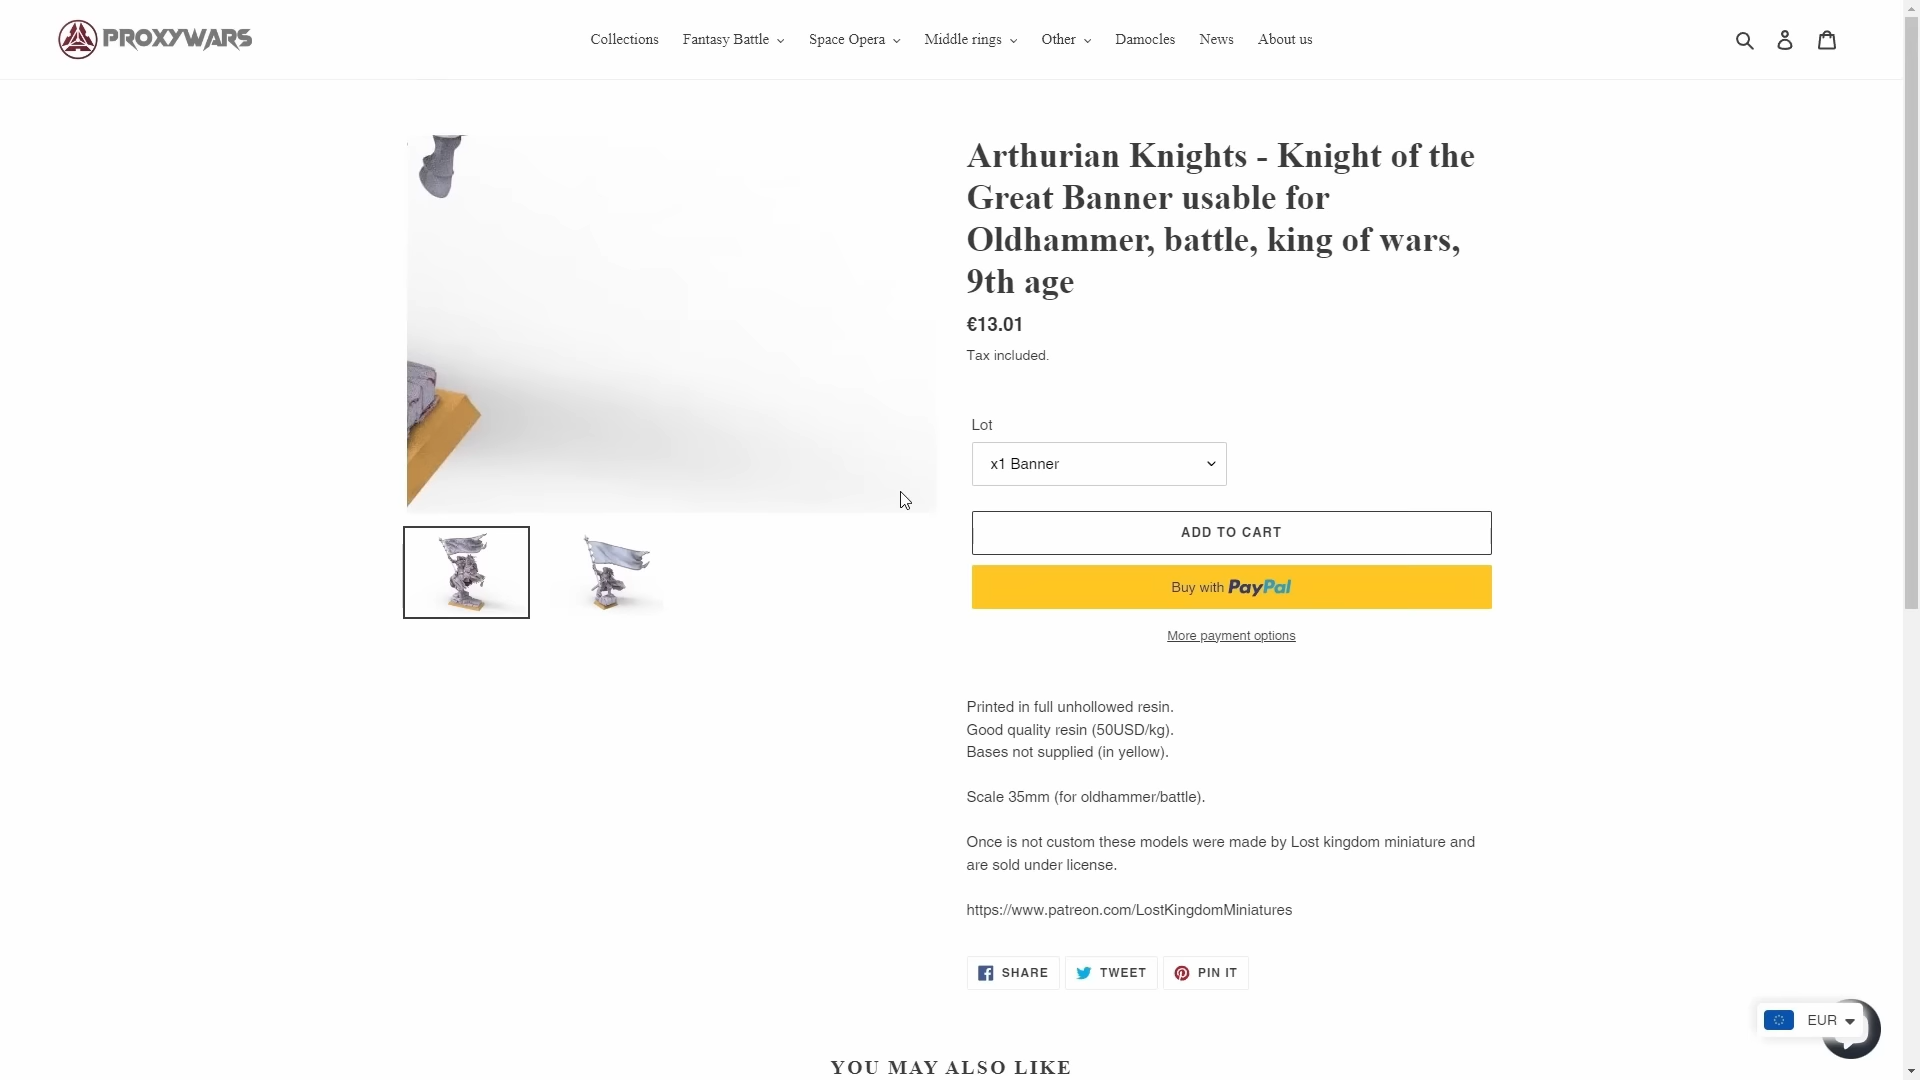 PROXYWARS
Collections Fantasy Battle Space Opera Middle rings Other Damocles News About us
Arthurian Knights - Knight of the
Great Banner usable for
Oldhammer, battle, king of wars,
9th age
€13.01
Tax included.
Lot
x1 Banner
ADD TO CART
Buy with PayPal
More payment options
Printed in full unhollowed resin.
Good quality resin (50USD/kg).
Bases not supplied (in yellow).
Scale 35mm (for oldhammer/battle).
Once is not custom these models were made by Lost kingdom miniature and
are sold under license.
https://www.patreon.com/LostKingdomMiniatures
SHARE TWEET PIN IT
EUR
YOU MAY ALSO LIKE